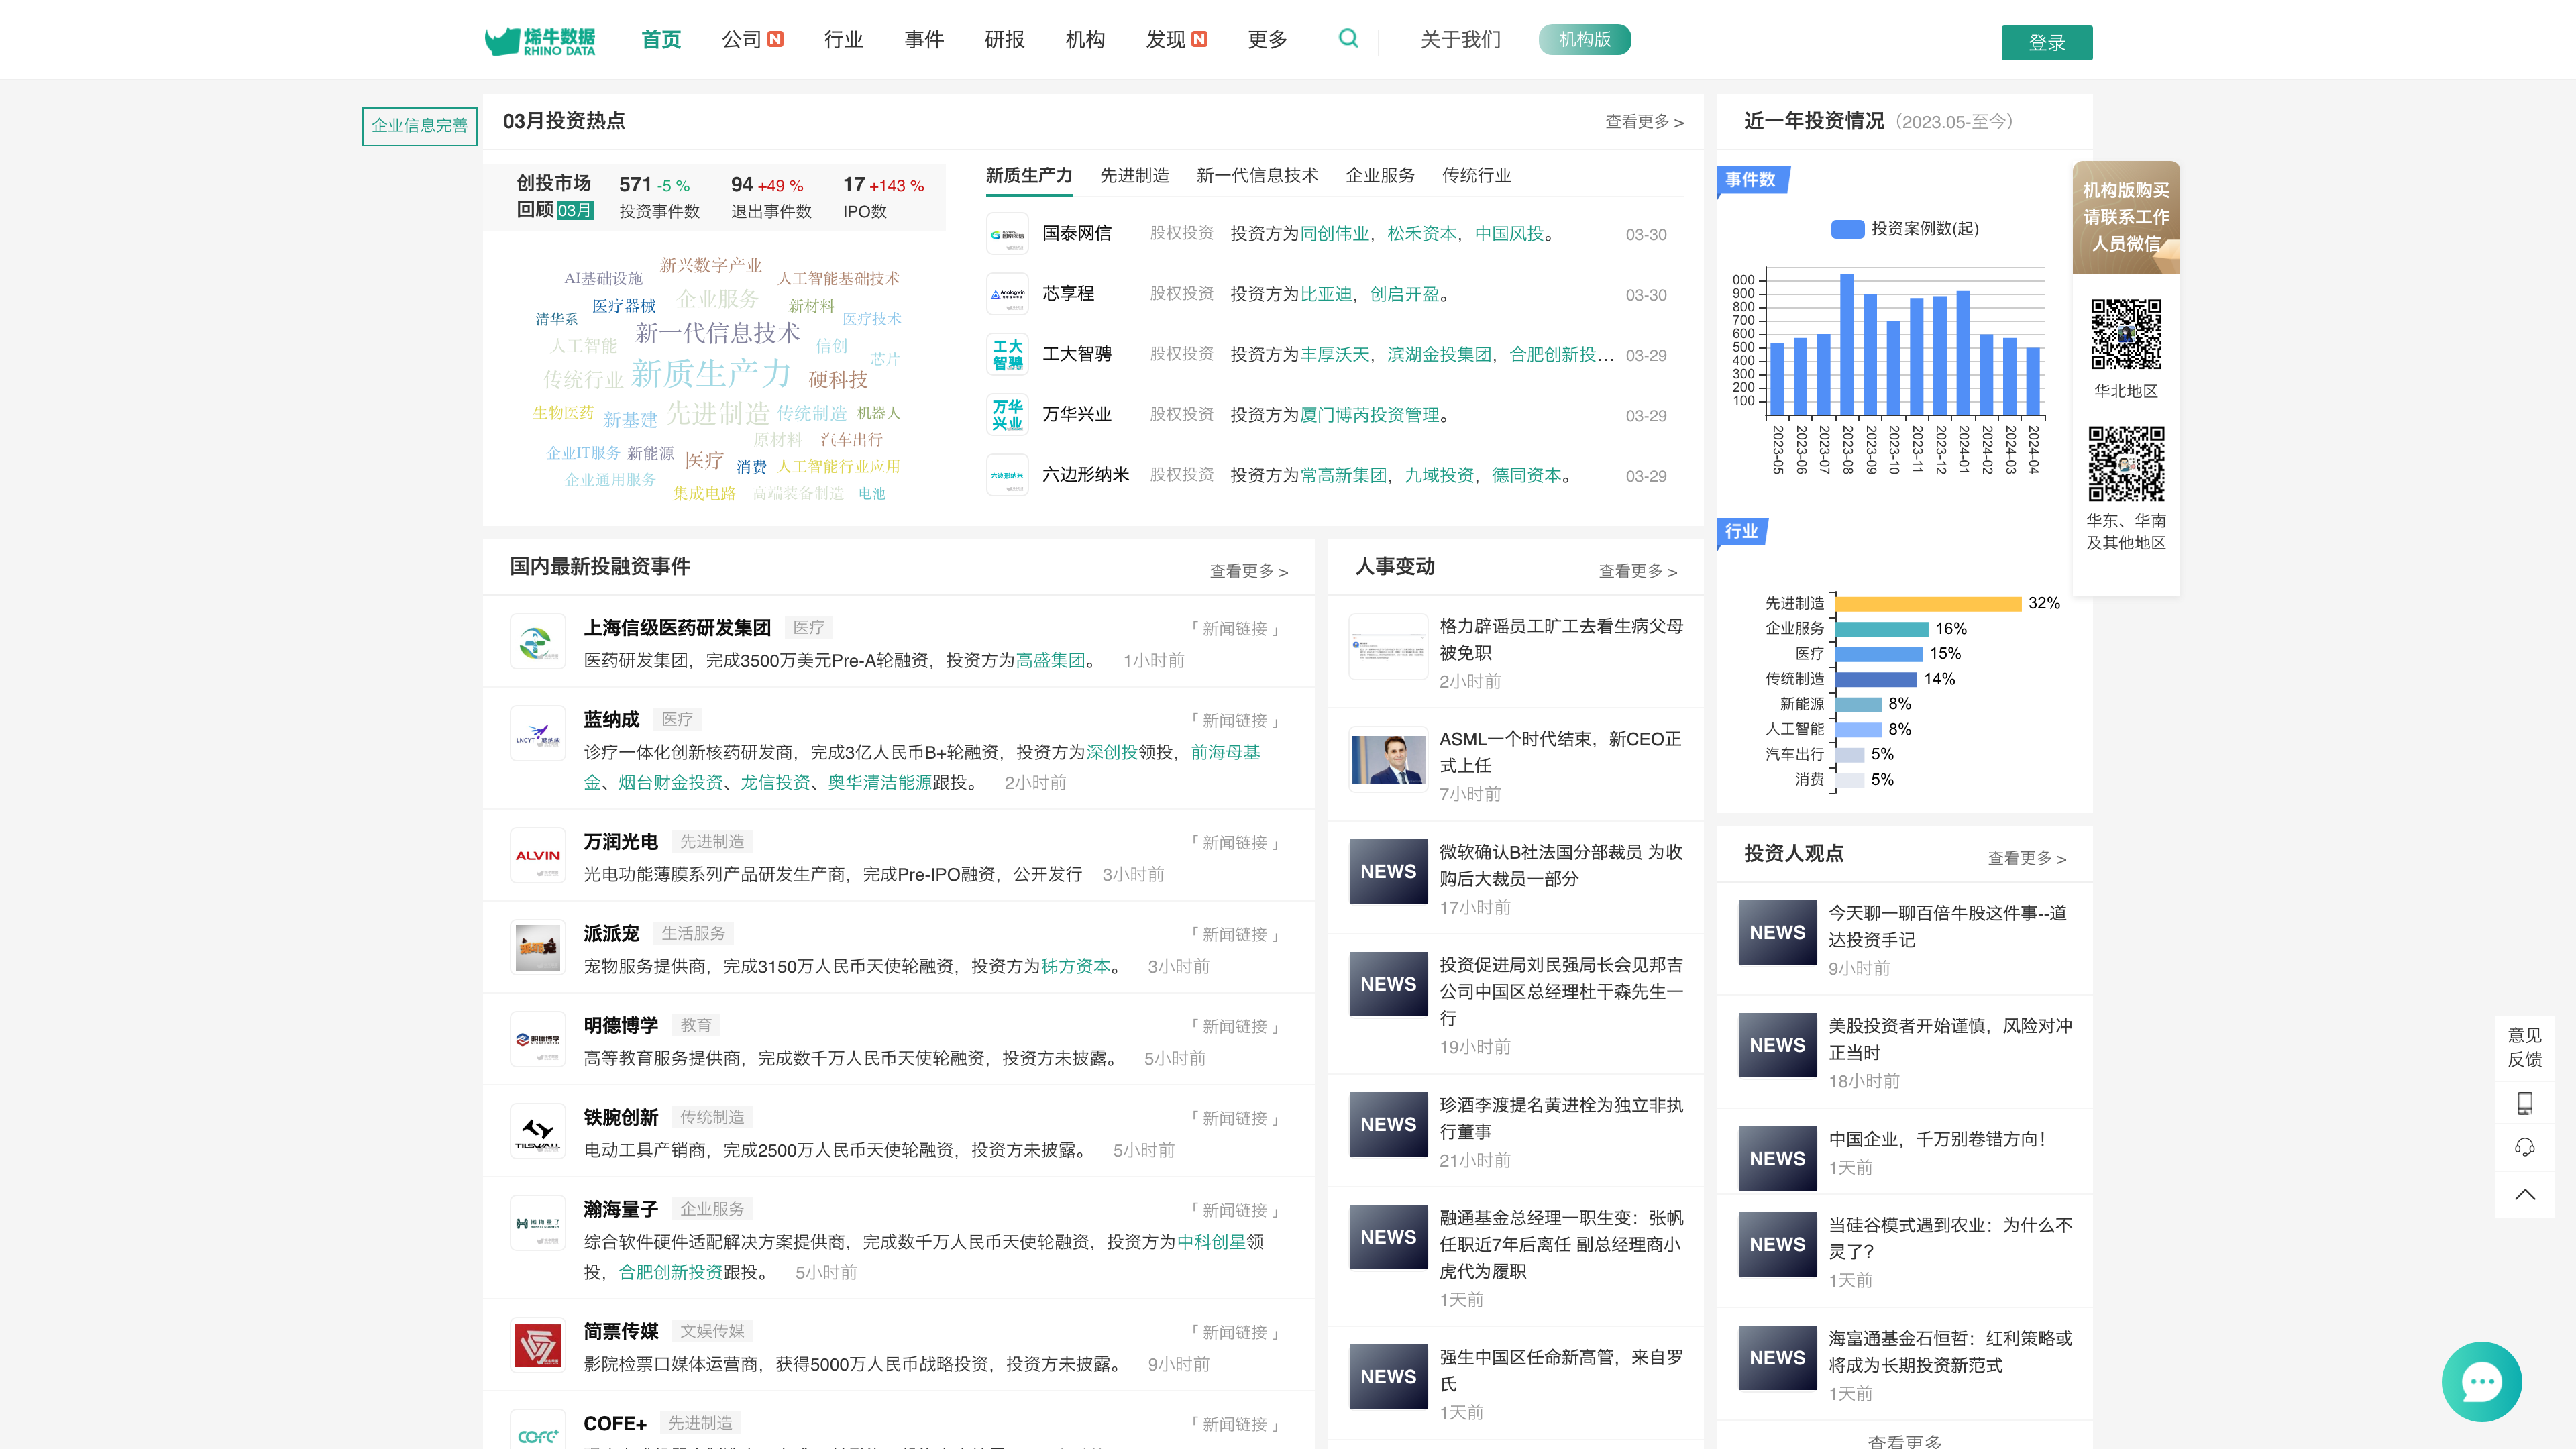 烯牛数据
RHINO DATA
首页
公司 N
行业
事件
研报
机构
发现 N
更多
关于我们
机构版
登录
企业信息完善
03月投资热点
查看更多 >
创投市场
回顾 03月
571 -5 %
投资事件数
94 +49 %
退出事件数
17 +143 %
IPO数
新兴数字产业
AI基础设施
人工智能基础技术
企业服务
医疗器械
新材料
清华系
医疗技术
新一代信息技术
人工智能
信创
芯片
新质生产力
传统行业
硬科技
生物医药
新基建
先进制造
传统制造
机器人
原材料
汽车出行
企业IT服务
新能源
医疗
消费
人工智能行业应用
企业通用服务
集成电路
高端装备制造
电池
新质生产力
先进制造
新一代信息技术
企业服务
传统行业
国泰网信 股权投资 投资方为同创伟业，松禾资本，中国风投。 03-30
Analogwin
芯享程 股权投资 投资方为比亚迪，创启开盈。 03-30
工大
智骋
工大智骋 股权投资 投资方为丰厚沃天，滨湖金投集团，合肥创新投... 03-29
万华
兴业
万华兴业 股权投资 投资方为厦门博芮投资管理。 03-29
六边形纳米
六边形纳米 股权投资 投资方为常高新集团，九域投资，德同资本。 03-29
国内最新投融资事件
查看更多 >
上海信级医药研发集团 医疗 「 新闻链接 」
医药研发集团，完成3500万美元Pre-A轮融资，投资方为高盛集团。 1小时前
LNCYT 蓝纳成
蓝纳成 医疗 「 新闻链接 」
诊疗一体化创新核药研发商，完成3亿人民币B+轮融资，投资方为深创投领投，前海母基
金、烟台财金投资、龙信投资、奥华清洁能源跟投。 2小时前
ALVIN
万润光电 先进制造 「 新闻链接 」
光电功能薄膜系列产品研发生产商，完成Pre-IPO融资，公开发行 3小时前
派派宠
派派宠 生活服务 「 新闻链接 」
宠物服务提供商，完成3150万人民币天使轮融资，投资方为秭方资本。 3小时前
明德博学
明德博学 教育 「 新闻链接 」
高等教育服务提供商，完成数千万人民币天使轮融资，投资方未披露。 5小时前
TILSWALL
铁腕创新 传统制造 「 新闻链接 」
电动工具产销商，完成2500万人民币天使轮融资，投资方未披露。 5小时前
瀚海量子
瀚海量子 企业服务 「 新闻链接 」
综合软件硬件适配解决方案提供商，完成数千万人民币天使轮融资，投资方为中科创星领
投，合肥创新投资跟投。 5小时前
简票传媒 文娱传媒 「 新闻链接 」
影院检票口媒体运营商，获得5000万人民币战略投资，投资方未披露。 9小时前
COFE+
COFE+ 先进制造 「 新闻链接 」
人事变动
查看更多 >
格力辟谣员工旷工去看生病父母
被免职
2小时前
ASML一个时代结束，新CEO正
式上任
7小时前
NEWS
微软确认B社法国分部裁员 为收
购后大裁员一部分
17小时前
NEWS
投资促进局刘民强局长会见邦吉
公司中国区总经理杜干森先生一
行
19小时前
NEWS
珍酒李渡提名黄进栓为独立非执
行董事
21小时前
NEWS
融通基金总经理一职生变：张帆
任职近7年后离任 副总经理商小
虎代为履职
1天前
NEWS
强生中国区任命新高管，来自罗
氏
1天前
近一年投资情况（2023.05-至今）
事件数
投资案例数(起)
,000
900
800
700
600
500
400
300
200
100
2023-05
2023-06
2023-07
2023-08
2023-09
2023-10
2023-11
2023-12
2024-01
2024-02
2024-03
2024-04
行业
先进制造 32%
企业服务 16%
医疗 15%
传统制造 14%
新能源 8%
人工智能 8%
汽车出行 5%
消费 5%
投资人观点
查看更多 >
NEWS
今天聊一聊百倍牛股这件事--道
达投资手记
9小时前
NEWS
美股投资者开始谨慎，风险对冲
正当时
18小时前
NEWS
中国企业，千万别卷错方向！
1天前
NEWS
当硅谷模式遇到农业：为什么不
灵了？
1天前
NEWS
海富通基金石恒哲：红利策略或
将成为长期投资新范式
1天前
查看更多
机构版购买
请联系工作
人员微信
华北地区
华东、华南
及其他地区
意见
反馈